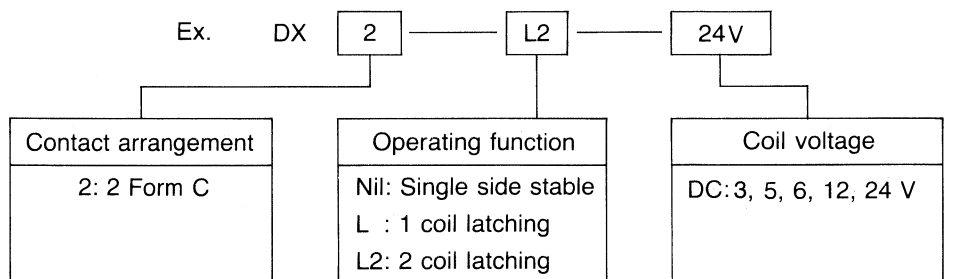 Ex. DX 2 L2 24V
Contact arrangement
2: 2 Form C
Operating function
Nil: Single side stable
L : 1 coil latching
L2: 2 coil latching
Coil voltage
DC: 3, 5, 6, 12, 24 V